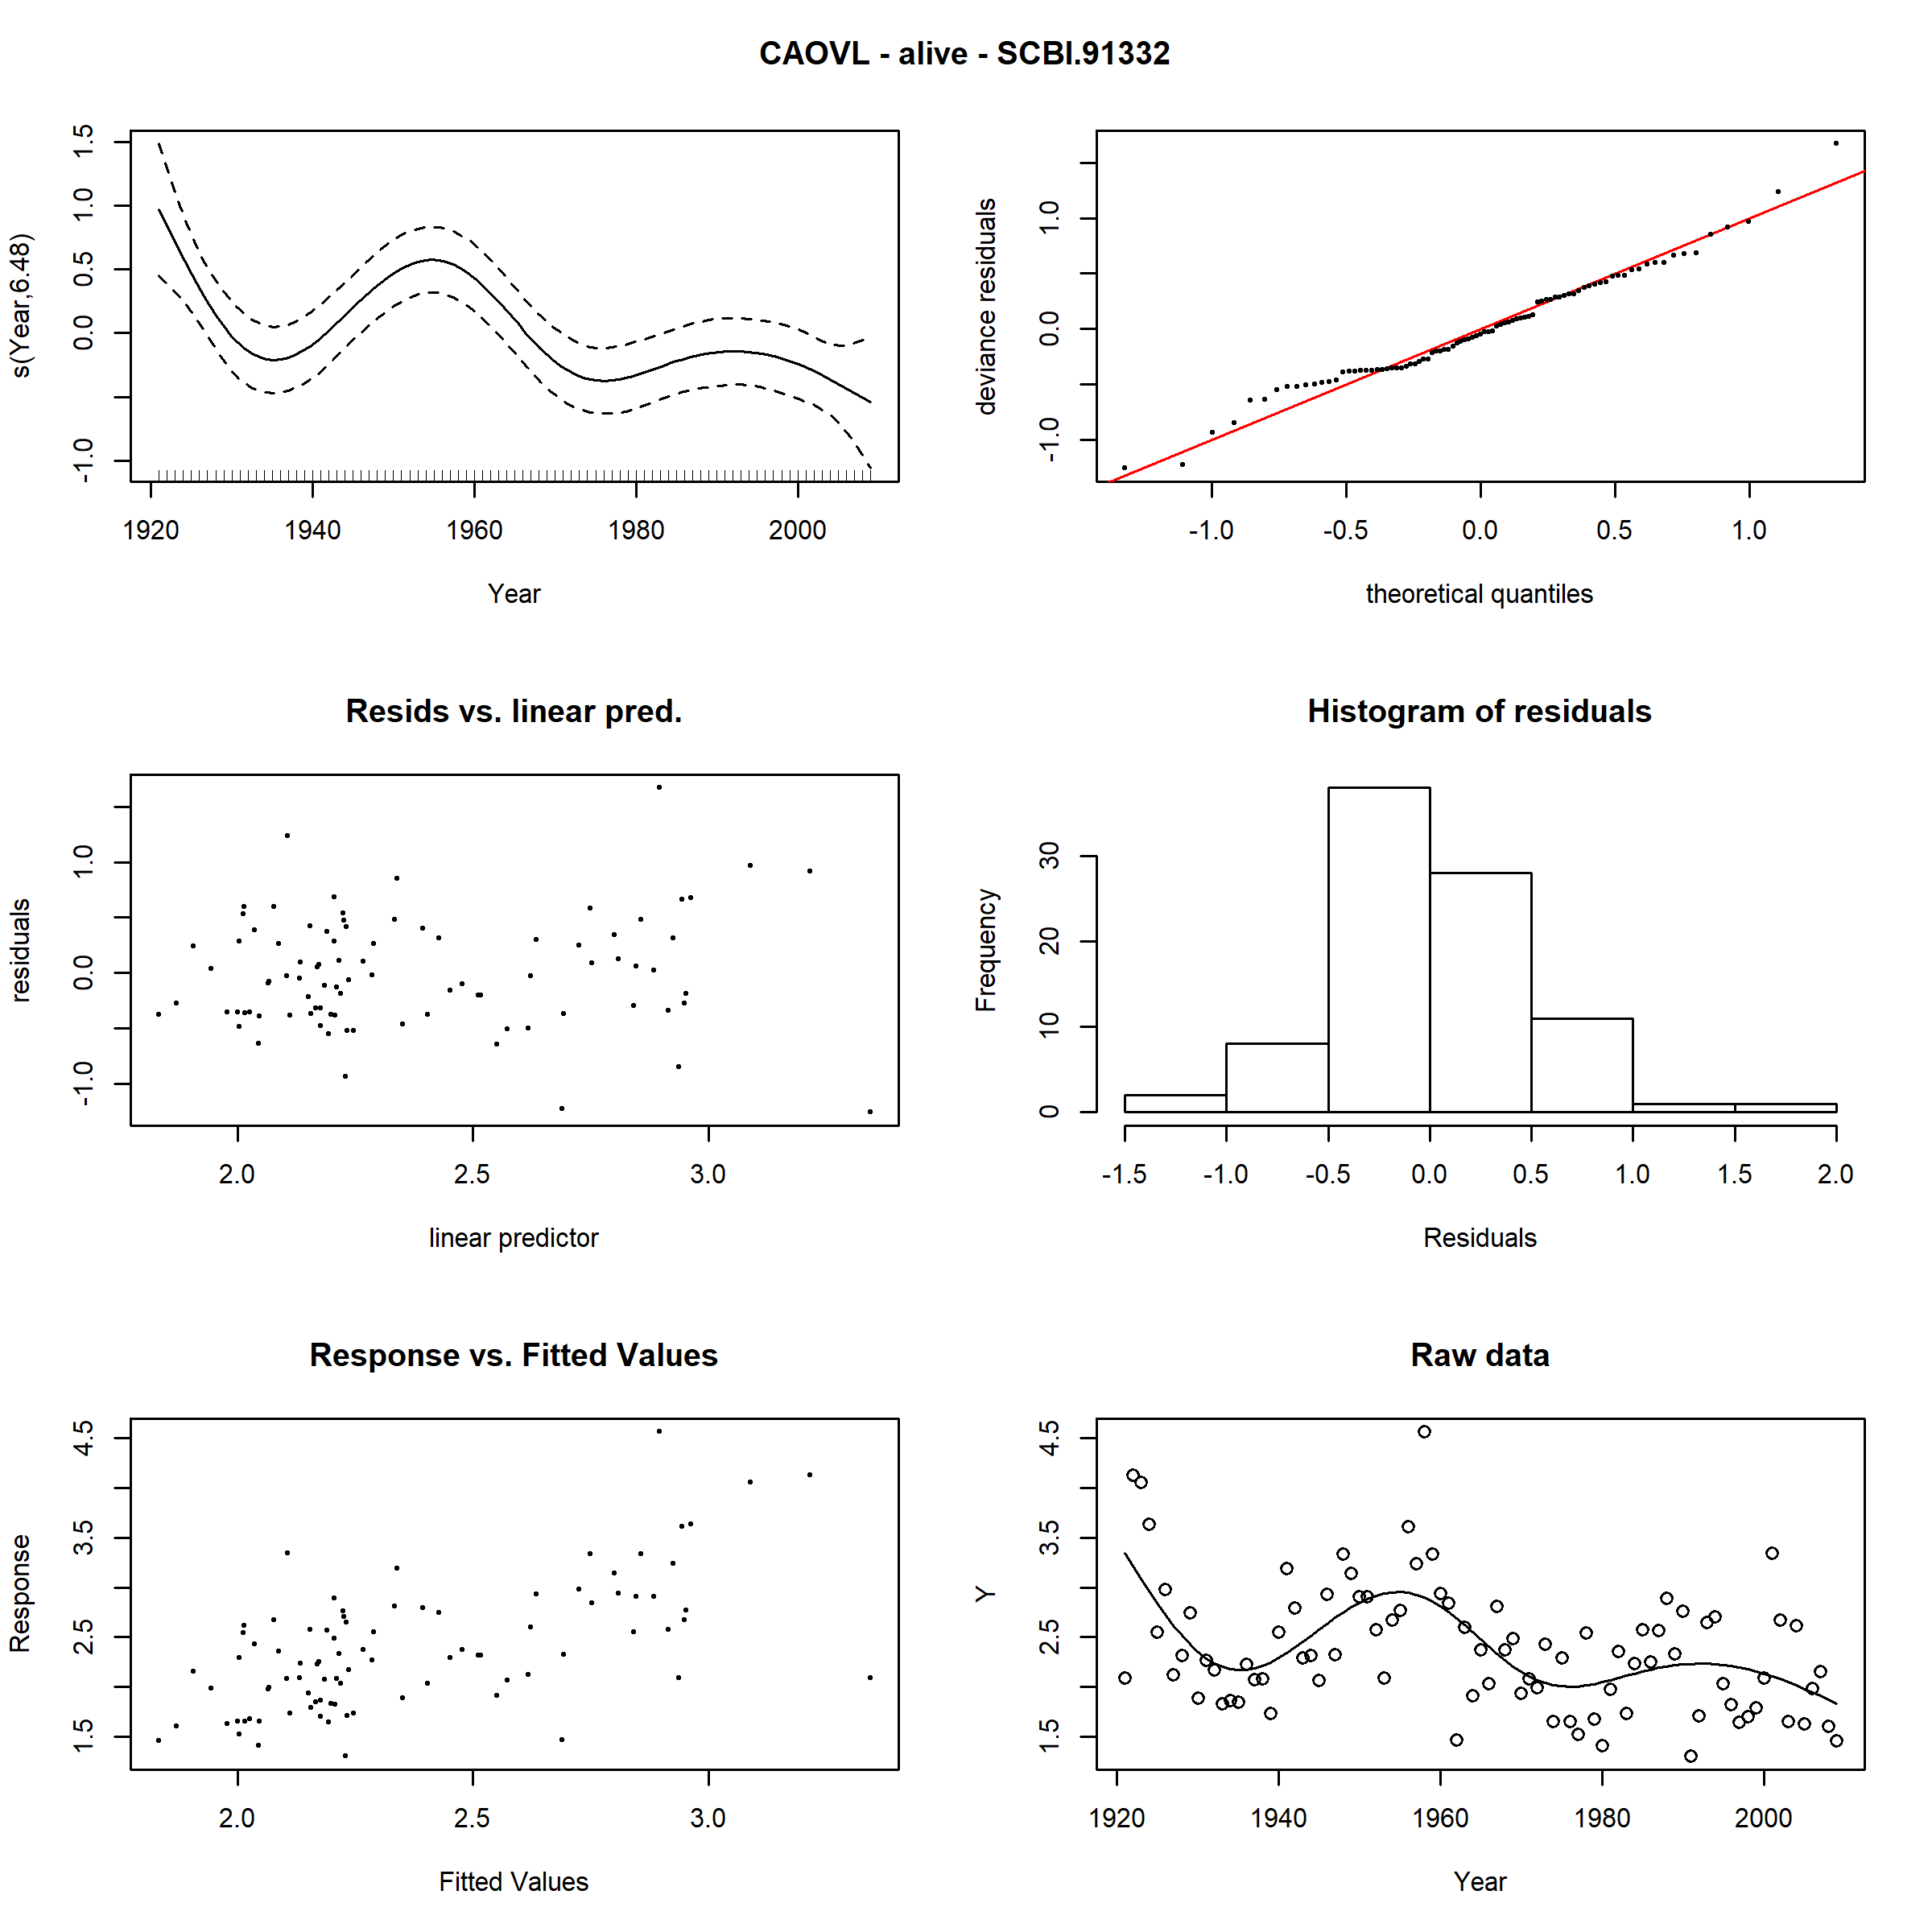 CAOVL - alive - SCBI.91332
s(Year,6.48)
1.5
1.0
0.5
0.0
-1.0
1920 1940 1960 1980 2000
Year
deviance residuals
1.0
0.0
-1.0
-1.0 -0.5 0.0 0.5 1.0
theoretical quantiles
Resids vs. linear pred.
residuals
1.0
0.0
-1.0
2.0 2.5 3.0
linear predictor
Histogram of residuals
Frequency
30
20
10
0
-1.5 -1.0 -0.5 0.0 0.5 1.0 1.5 2.0
Residuals
Response vs. Fitted Values
Response
4.5
3.5
2.5
1.5
2.0 2.5 3.0
Fitted Values
Raw data
Y
4.5
3.5
2.5
1.5
1920 1940 1960 1980 2000
Year